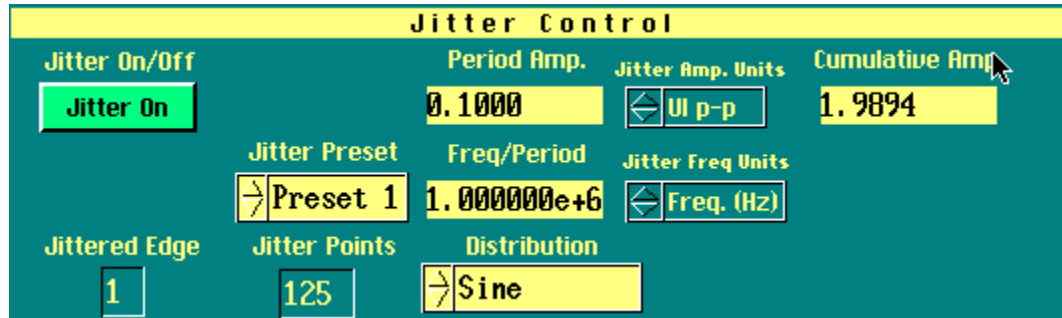 Jitter Control
Jitter On/Off
Period Amp.
Jitter Amp. Units
Cumulative Amp
Jitter On
0.1000
UI p-p
1.9894
Jitter Preset
Freq/Period
Jitter Freq Units
Preset 1
1.000000e+6
Freq. (Hz)
Jittered Edge
Jitter Points
Distribution
1
125
Sine